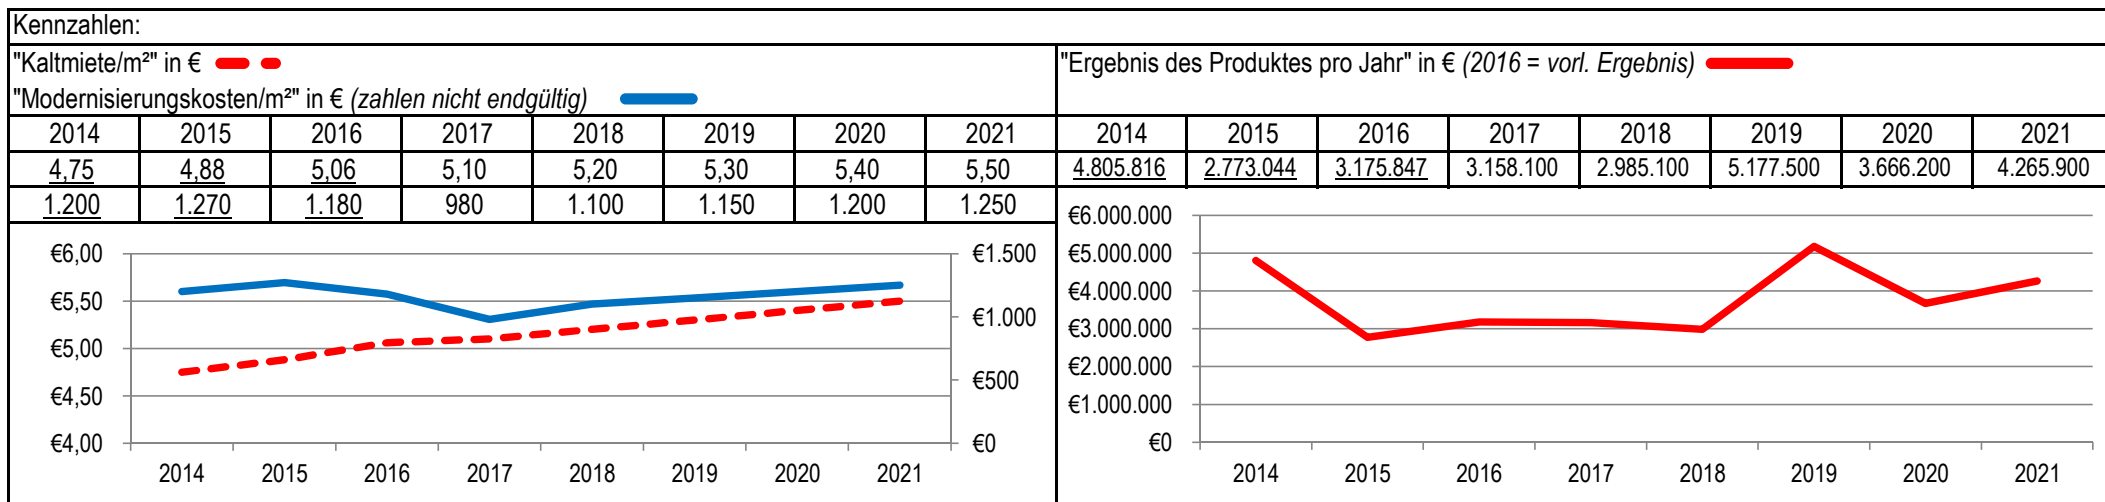 Kennzahlen:
"Kaltmiete/m²" in €
"Modernisierungskosten/m²" in € (zahlen nicht endgültig)
2014 2015 2016 2017 2018 2019 2020 2021
4,75 4,88 5,06 5,10 5,20 5,30 5,40 5,50
1.200 1.270 1.180 980 1.100 1.150 1.200 1.250
€6,00 €1.500
€5,50
€1.000
€5,00
€500
€4,50
€4,00 €0
2014 2015 2016 2017 2018 2019 2020 2021
"Ergebnis des Produktes pro Jahr" in € (2016 = vorl. Ergebnis)
2014 2015 2016 2017 2018 2019 2020 2021
4.805.816 2.773.044 3.175.847 3.158.100 2.985.100 5.177.500 3.666.200 4.265.900
€6.000.000
€5.000.000
€4.000.000
€3.000.000
€2.000.000
€1.000.000
€0
2014 2015 2016 2017 2018 2019 2020 2021